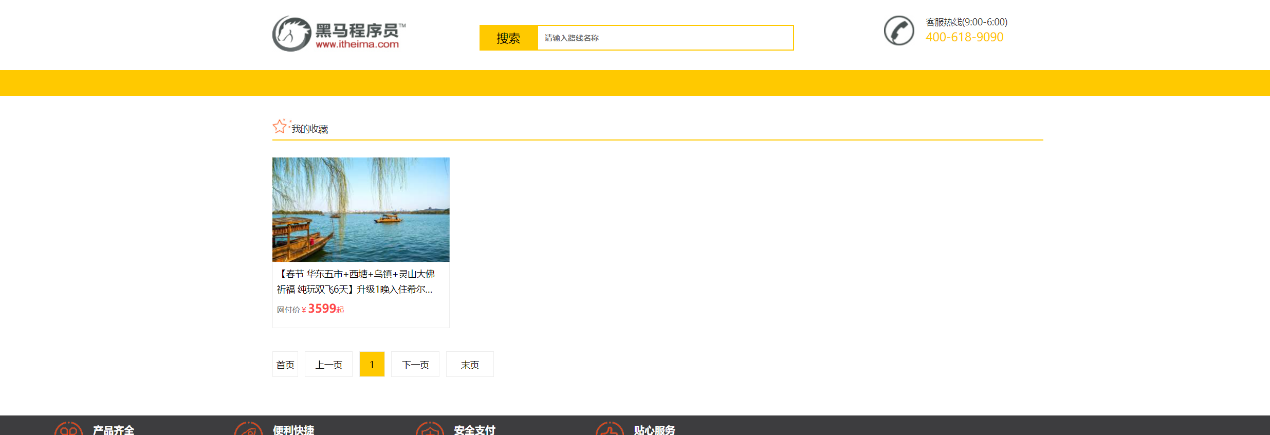 黑马程序员™
www.itheima.com
搜索
请输入路线名称
客服热线(9:00-6:00)
400-618-9090
我的收藏
【春节 华东五市+西塘+乌镇+灵山大佛
祈福 纯玩双飞6天】升级1晚入住希尔...
网付价￥3599起
首页 上一页 1 下一页 末页
产品齐全 便利快捷 安全支付 贴心服务